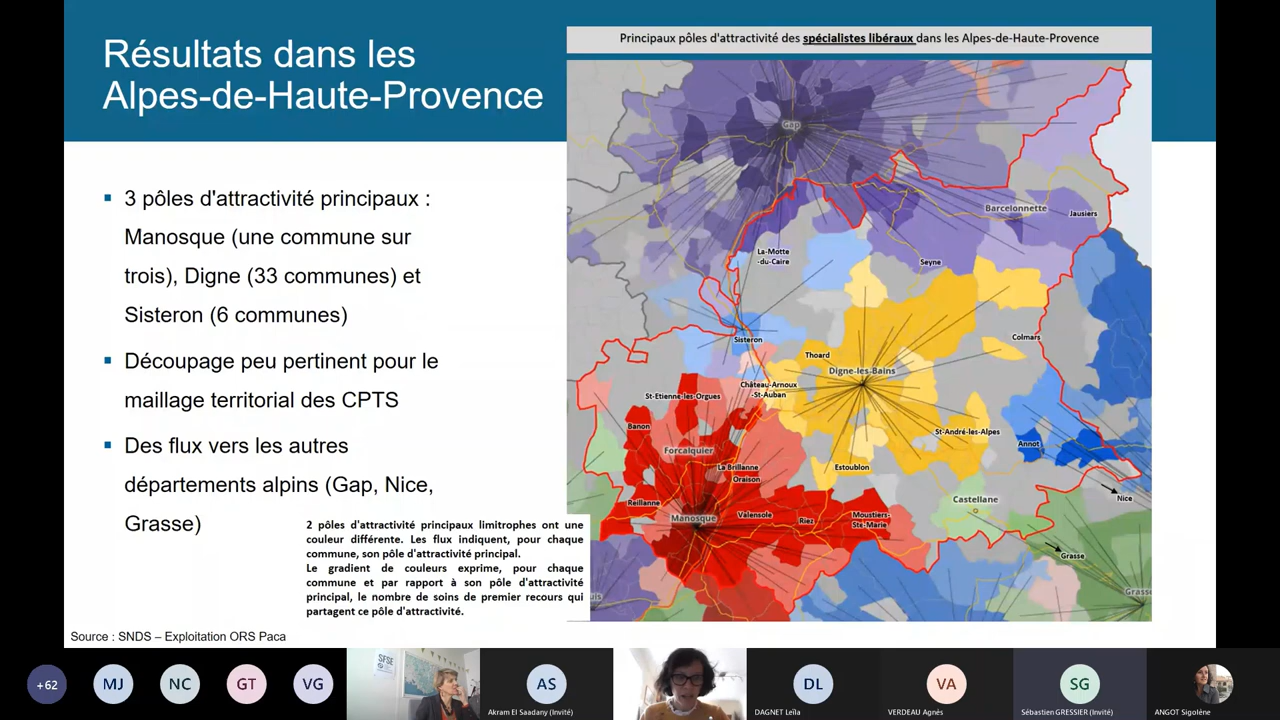 Résultats dans les
Alpes-de-Haute-Provence
Principaux pôles d'attractivité des spécialistes libéraux dans les Alpes-de-Haute-Provence
3 pôles d'attractivité principaux :
Manosque (une commune sur
trois), Digne (33 communes) et
Sisteron (6 communes)
Découpage peu pertinent pour le
maillage territorial des CPTS
Des flux vers les autres
départements alpins (Gap, Nice,
Grasse)
2 pôles d'attractivité principaux limitrophes ont une
couleur différente. Les flux indiquent, pour chaque
commune, son pôle d'attractivité principal.
Le gradient de couleurs exprime, pour chaque
commune et par rapport à son pôle d'attractivité
principal, le nombre de soins de premier recours qui
partagent ce pôle d'attractivité.
Source : SNDS – Exploitation ORS Paca
Gap
Barcelonnette
Jausiers
La-Motte
-du-Caire
Seyne
Sisteron
Colmars
Thoard
Digne-les-Bains
Château-Arnoux
-St-Auban
St-Etienne-les-Orgues
Banon
St-André-les-Alpes
Annot
Forcalquier
La Brillanne
Oraison
Estoublon
Reillanne
Castellane
Nice
Manosque
Valensole
Riez
Moustiers-
Ste-Marie
Grasse
Grasse
+62
MJ
NC
GT
VG
SFSE
AS
Akram El Saadany (Invité)
DL
DAGNET Leïla
VA
VERDEAU Agnès
SG
Sébastien GRESSIER (Invité)
ANGOT Sigolène